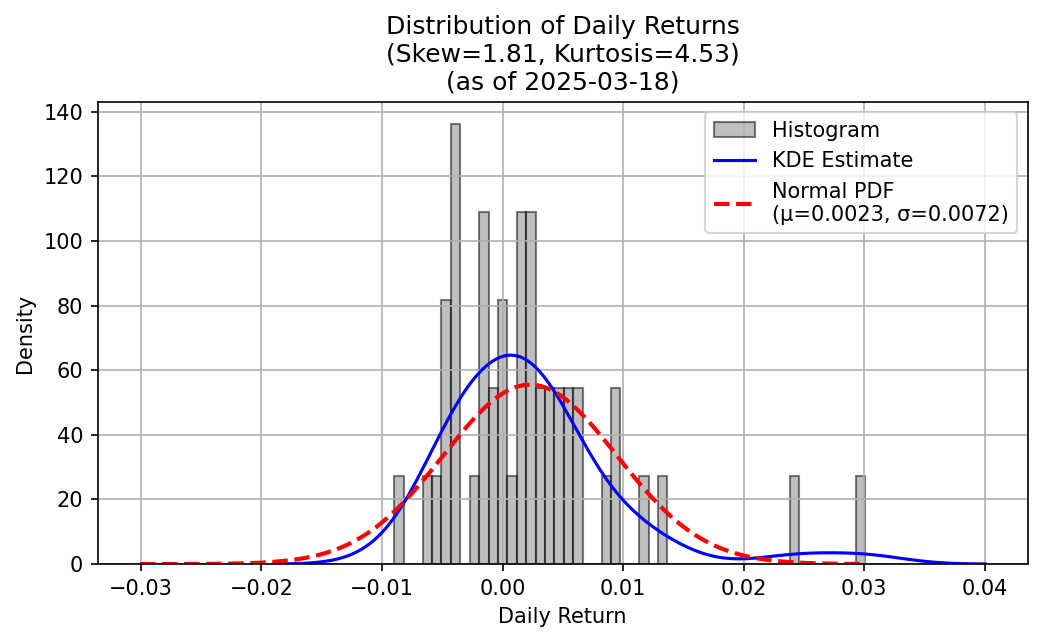 Distribution of Daily Returns
(Skew=1.81, Kurtosis=4.53)
(as of 2025-03-18)
Histogram
KDE Estimate
Normal PDF
(μ=0.0023, σ=0.0072)
Density
140
120
100
80
60
40
20
0
−0.03
−0.02
−0.01
0.00
0.01
0.02
0.03
0.04
Daily Return